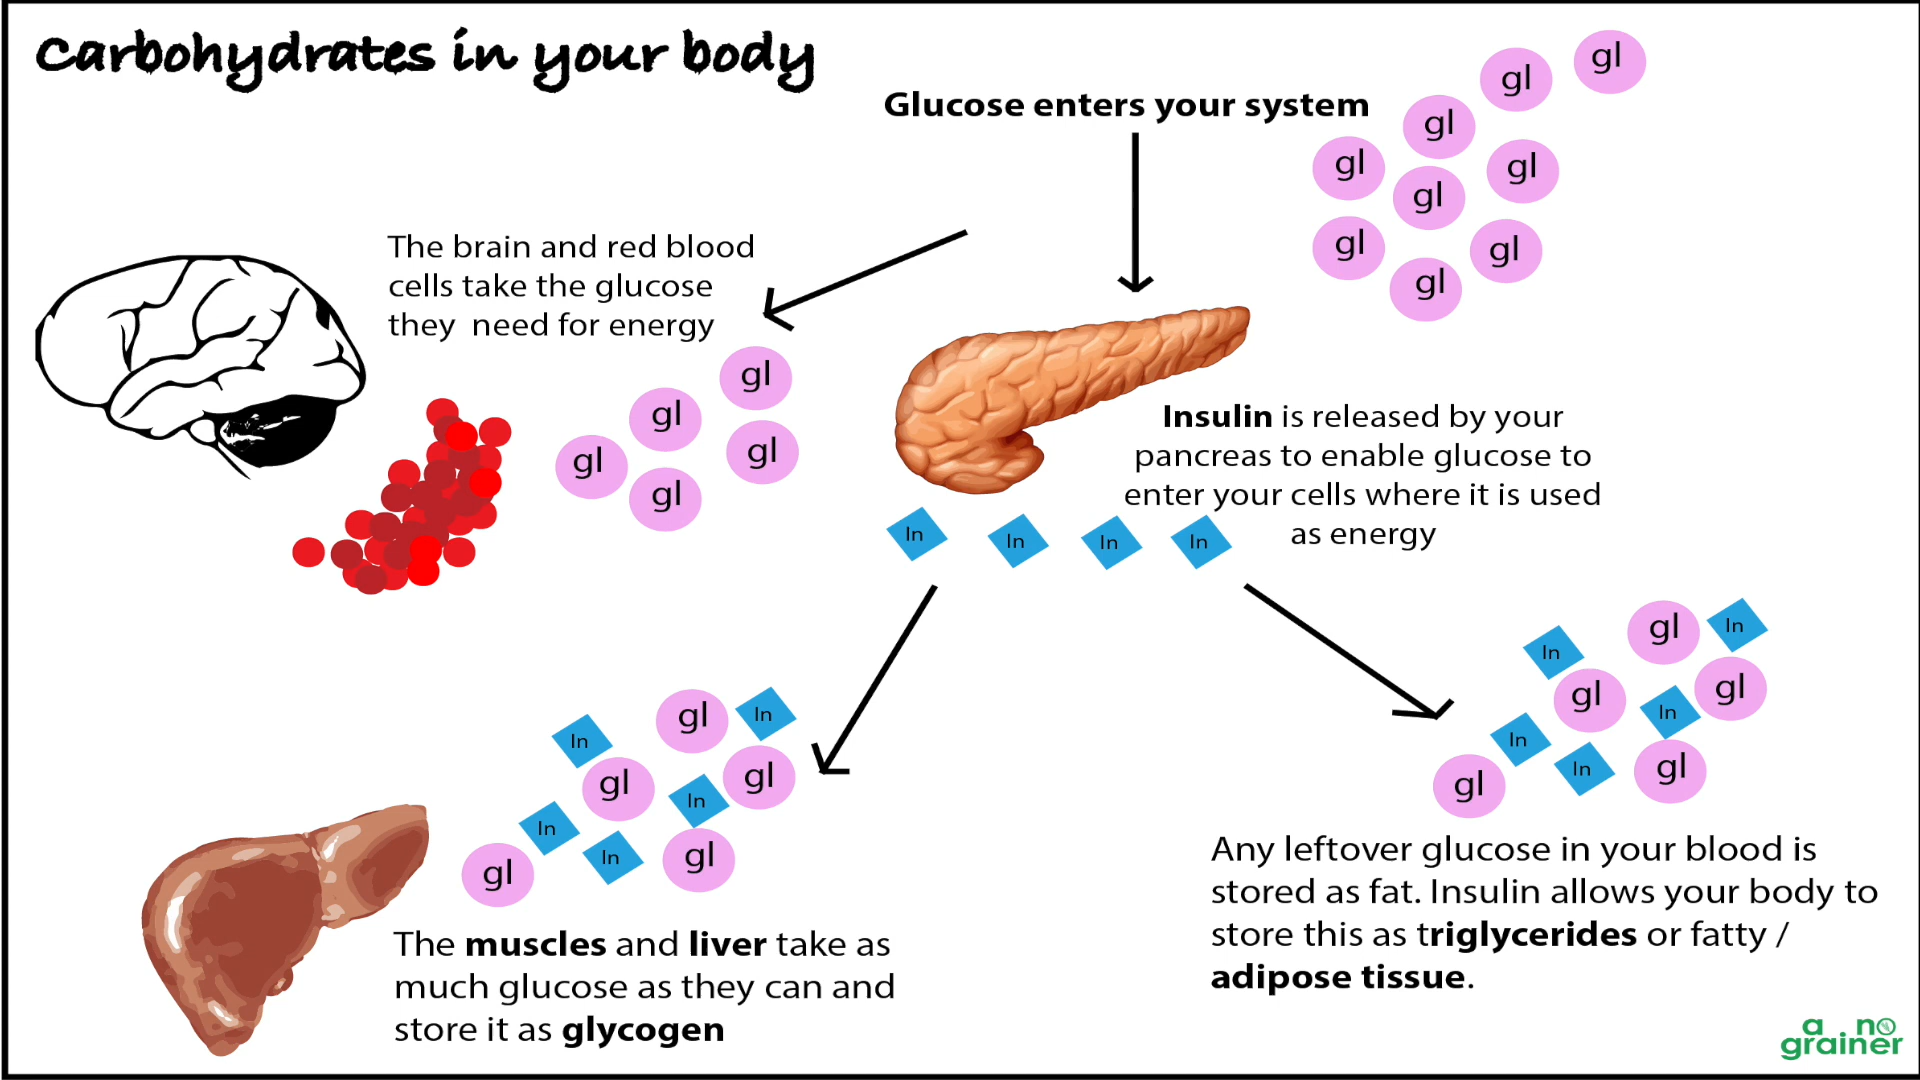 Carbohydrates in your body
Glucose enters your system
gl
gl
gl
gl
gl
gl
gl
gl
gl
The brain and red blood
cells take the glucose
they need for energy
gl
gl
gl
gl
gl
Insulin is released by your
pancreas to enable glucose to
enter your cells where it is used
as energy
In
In
In
In
gl
In
In
gl
gl
In
In
In
gl
gl
The muscles and liver take as
much glucose as they can and
store it as glycogen
gl
In
In
gl
gl
In
In
In
gl
gl
Any leftover glucose in your blood is
stored as fat. Insulin allows your body to
store this as triglycerides or fatty /
adipose tissue.
a no
grainer